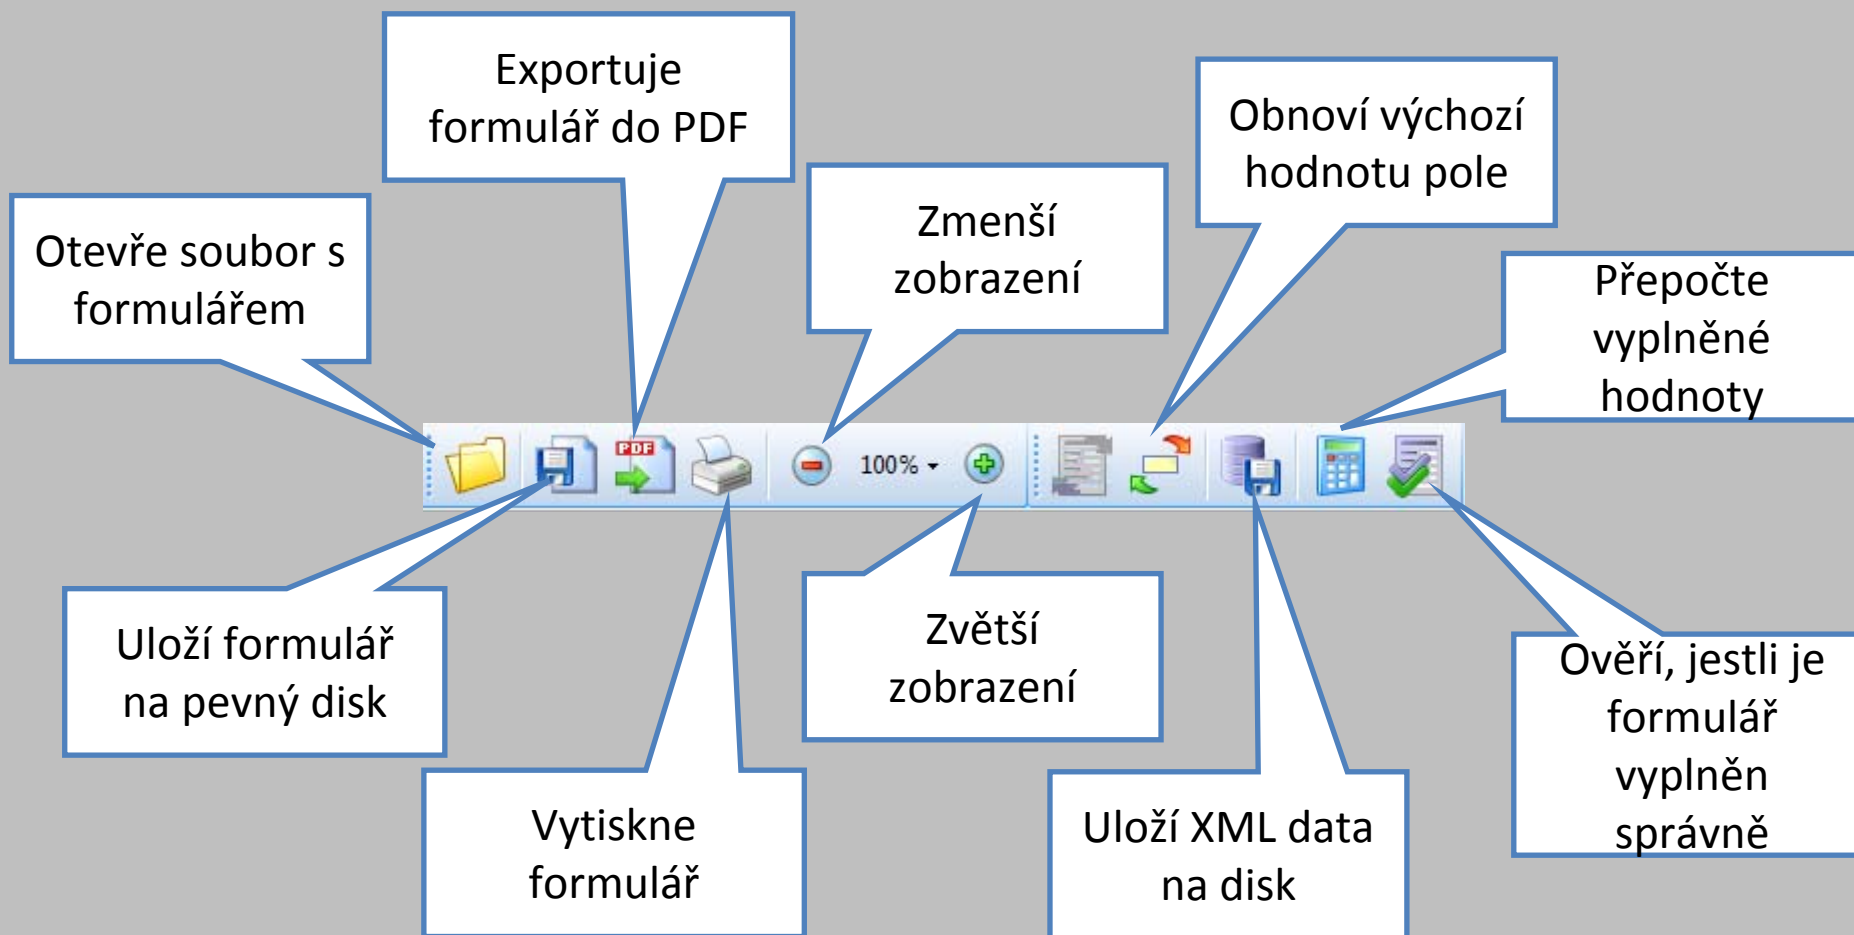 Exportuje
formulář do PDF
Obnoví výchozí
hodnotu pole
Otevře soubor s
formulářem
Zmenší
zobrazení
Přepočte
vyplněné
hodnoty
PDF
100%
Uloží formulář
na pevný disk
Zvětší
zobrazení
Ověří, jestli je
formulář
vyplněn
správně
Vytiskne
formulář
Uloží XML data
na disk